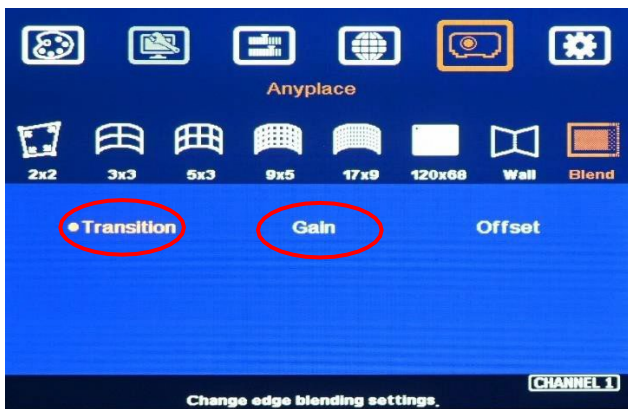 Anyplace
2x2 3x3 5x3 9x5 17x9 120x68 Wall Blend
Transition Gain Offset
CHANNEL 1
Change edge blending settings.